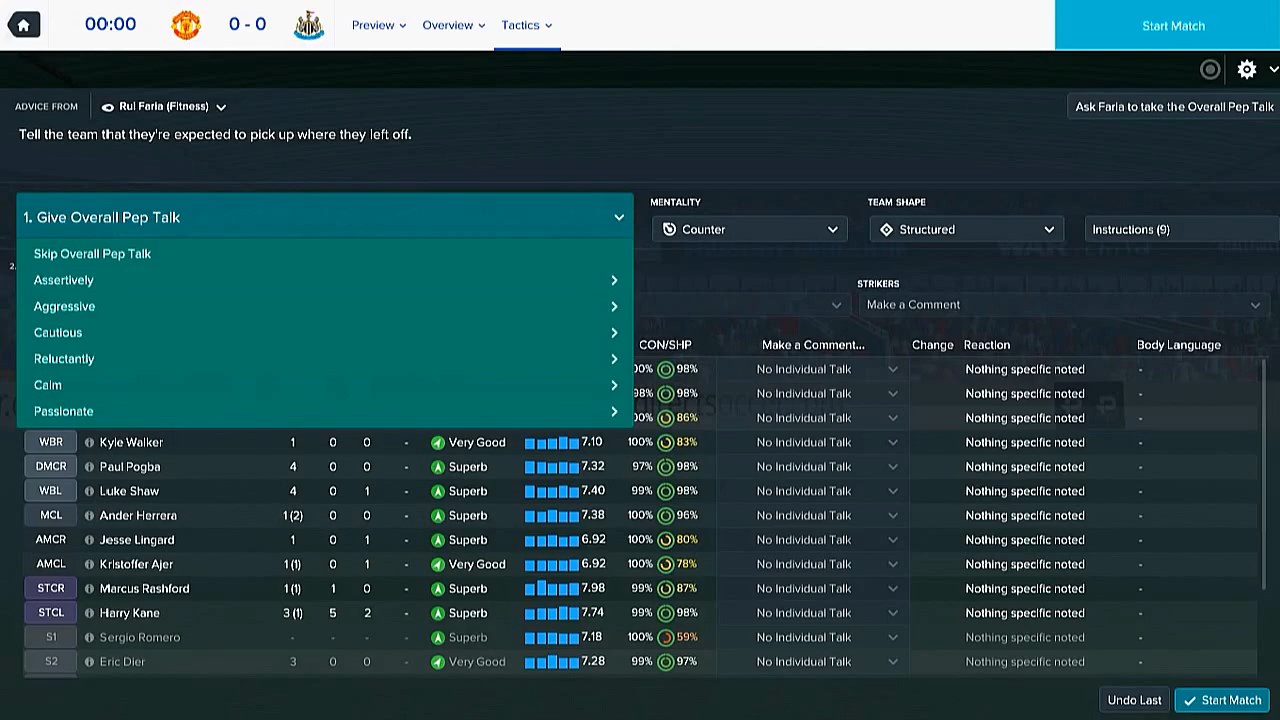 00:00 0 - 0 Preview Overview Tactics Start Match
ADVICE FROM Rui Faria (Fitness) Ask Faria to take the Overall Pep Talk
Tell the team that they're expected to pick up where they left off.
MENTALITY TEAM SHAPE
1. Give Overall Pep Talk Counter Structured Instructions (9)
Skip Overall Pep Talk
2.
Assertively STRIKERS
Aggressive Make a Comment
Cautious CON/SHP Make a Comment... Change Reaction Body Language
Reluctantly 98% No Individual Talk Nothing specific noted -
Calm 98% No Individual Talk Nothing specific noted -
Passionate 86% No Individual Talk Nothing specific noted -
WBR Kyle Walker 1 0 0 - Very Good 7.10 100% 83% No Individual Talk Nothing specific noted -
DMCR Paul Pogba 4 0 0 - Superb 7.32 97% 98% No Individual Talk Nothing specific noted -
WBL Luke Shaw 4 0 1 - Superb 7.40 99% 98% No Individual Talk Nothing specific noted -
MCL Ander Herrera 1 (2) 0 0 - Superb 7.38 100% 96% No Individual Talk Nothing specific noted -
AMCR Jesse Lingard 1 0 1 - Superb 6.92 100% 80% No Individual Talk Nothing specific noted -
AMCL Kristoffer Ajer 1 (1) 0 1 - Very Good 6.92 100% 78% No Individual Talk Nothing specific noted -
STCR Marcus Rashford 1 (1) 1 0 - Superb 7.98 99% 87% No Individual Talk Nothing specific noted -
STCL Harry Kane 3 (1) 5 2 - Superb 7.74 99% 98% No Individual Talk Nothing specific noted -
S1 Sergio Romero - - - - Superb 7.18 100% 59% No Individual Talk Nothing specific noted -
S2 Eric Dier 3 0 0 - Very Good 7.28 99% 97% No Individual Talk Nothing specific noted -
Undo Last Start Match